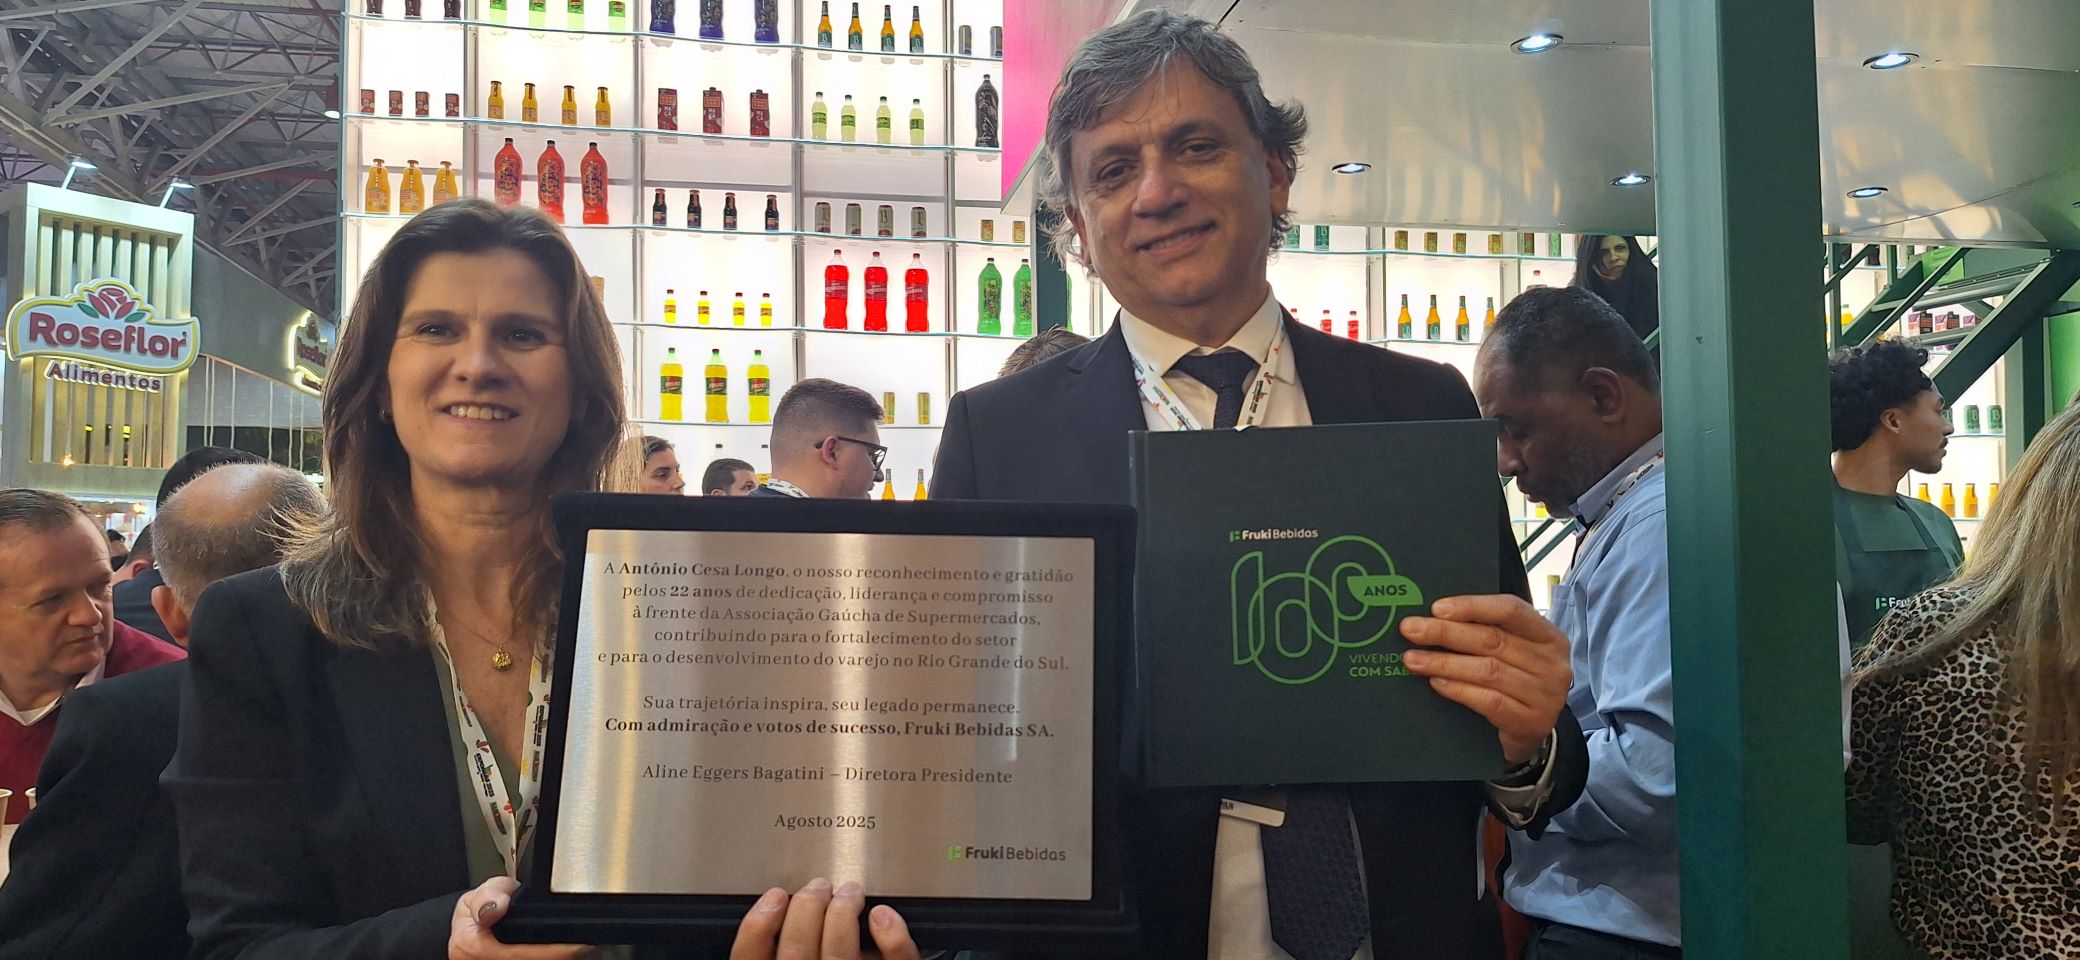 Roseflor
Alimentos
A Antônio Cesa Longo, o nosso reconhecimento e gratidão
pelos 22 anos de dedicação, liderança e compromisso
à frente da Associação Gaúcha de Supermercados,
contribuindo para o fortalecimento do setor
e para o desenvolvimento do varejo no Rio Grande do Sul.
Sua trajetória inspira, seu legado permanece.
Com admiração e votos de sucesso, Fruki Bebidas SA.
Aline Eggers Bagatini – Diretora Presidente
Agosto 2025
Fruki Bebidas
Fruki Bebidas
100 ANOS
VIVENDO
COM SAB